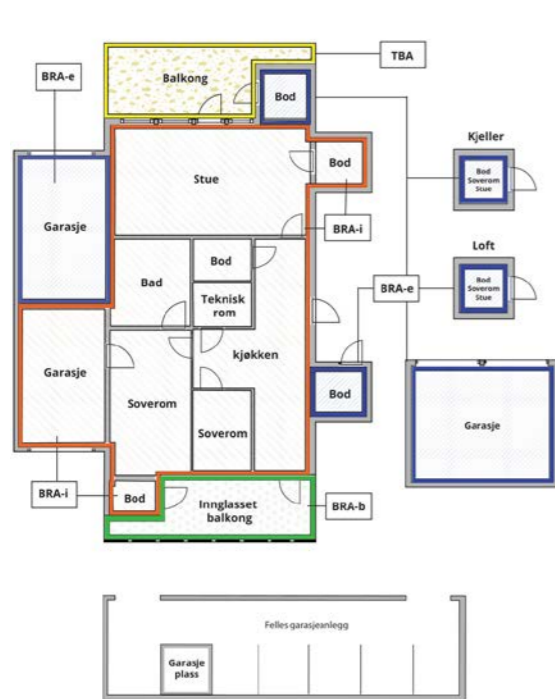 TBA
BRA-e
Balkong
Bod
Kjeller
Bod
Soverom
Stue
Stue
Bod
Garasje
BRA-i
Loft
Bod
Soverom
Stue
Bad
Bod
BRA-e
Teknisk
rom
kjøkken
Garasje
Soverom
Bod
Garasje
Soverom
BRA-i
Bod
Innglasset
balkong
BRA-b
Felles garasjeanlegg
Garasje
plass